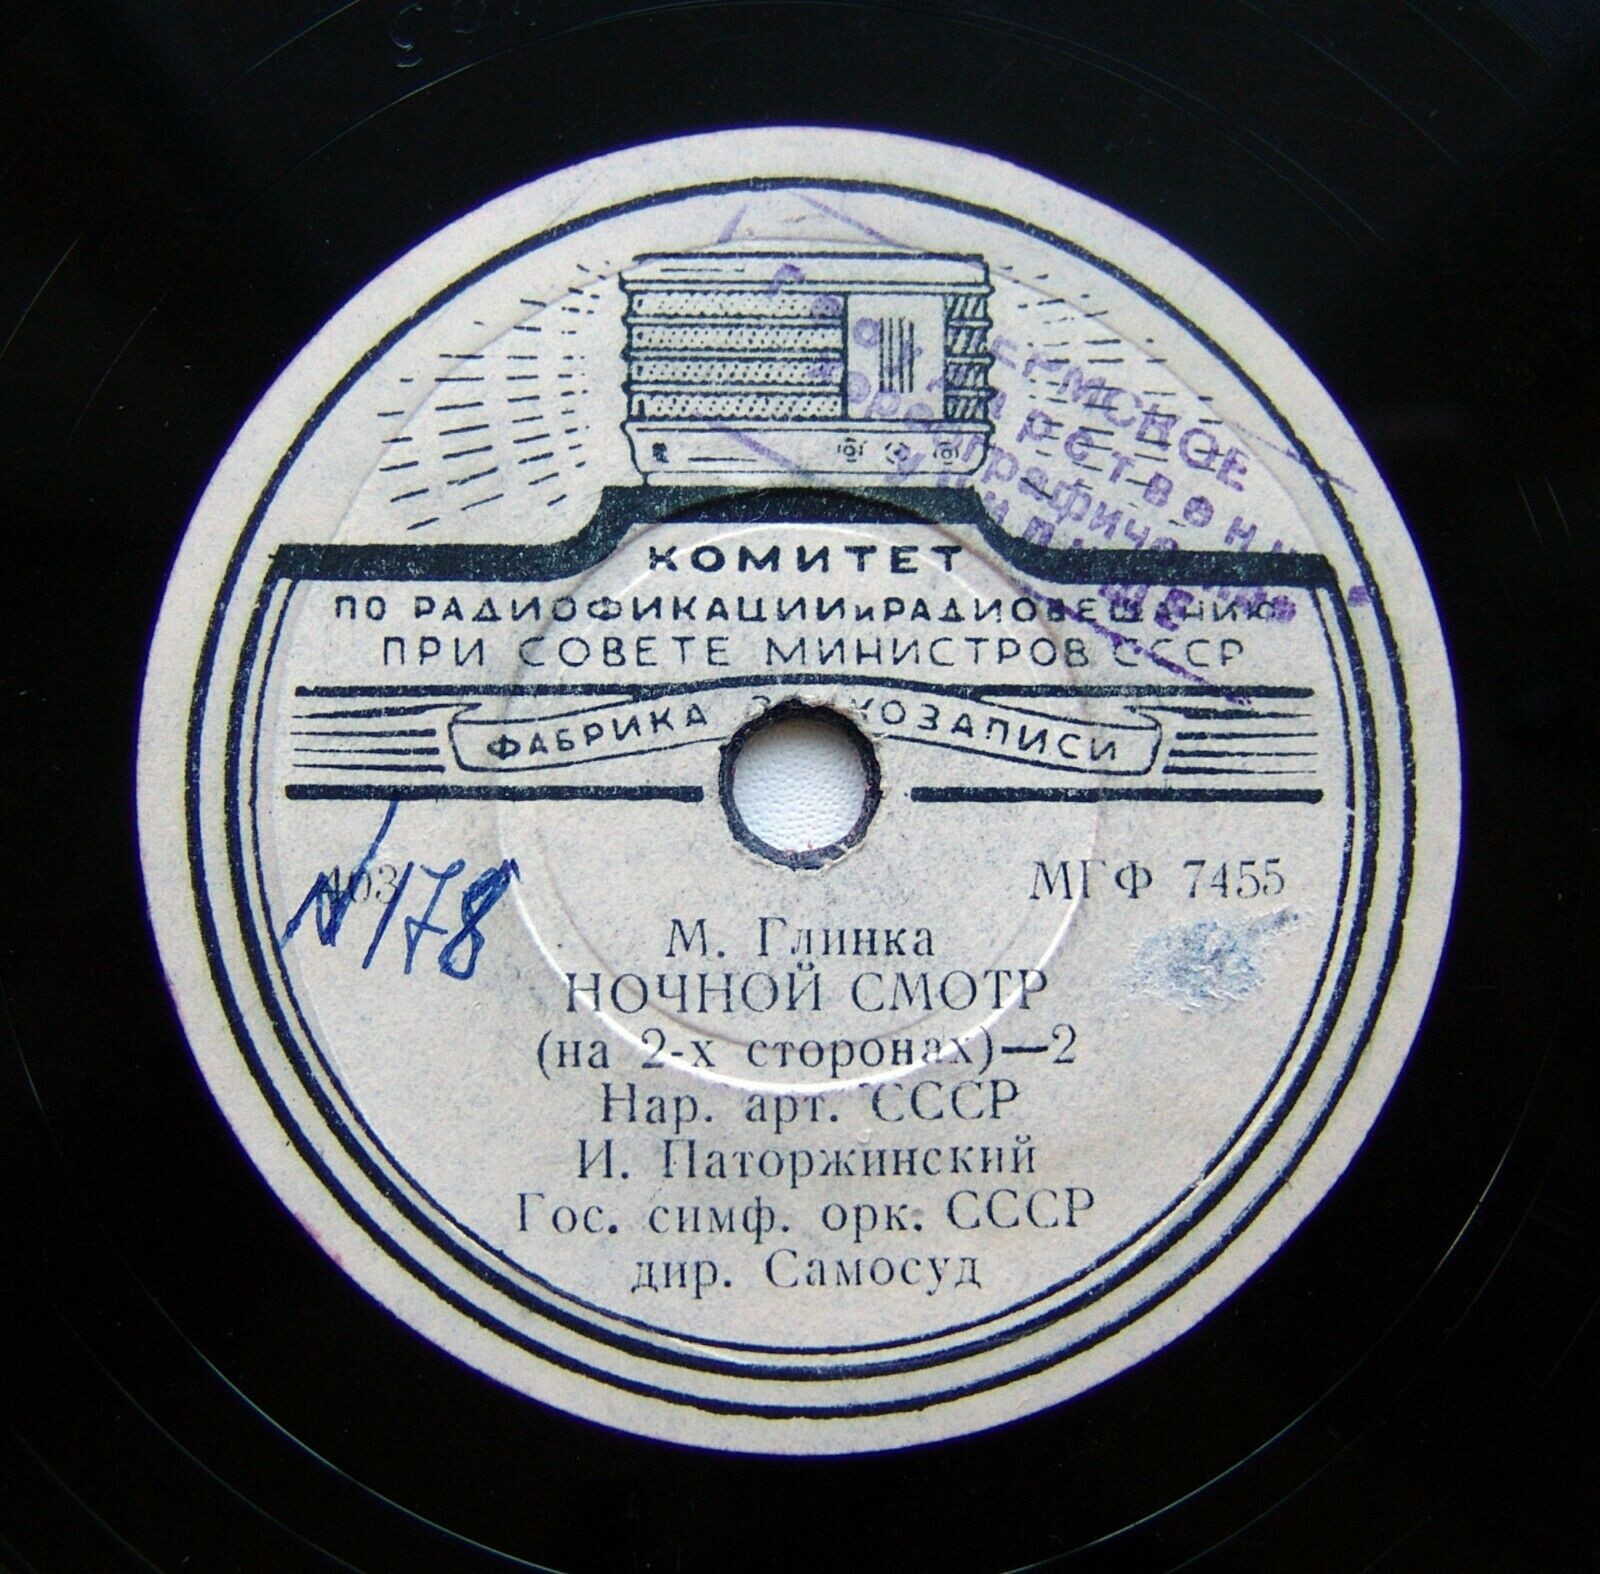 КОМИТЕТ
ПО РАДИОФИКАЦИИ и РАДИОВЕЩАНИЮ
ПРИ СОВЕТЕ МИНИСТРОВ СССР
ФАБРИКА ЗВУКОЗАПИСИ
№ 178
МГФ 7455
М. Глинка
НОЧНОЙ СМОТР
(на 2-х сторонах)—2
Нар. арт. СССР
И. Паторжинский
Гос. симф. орк. СССР
дир. Самосуд